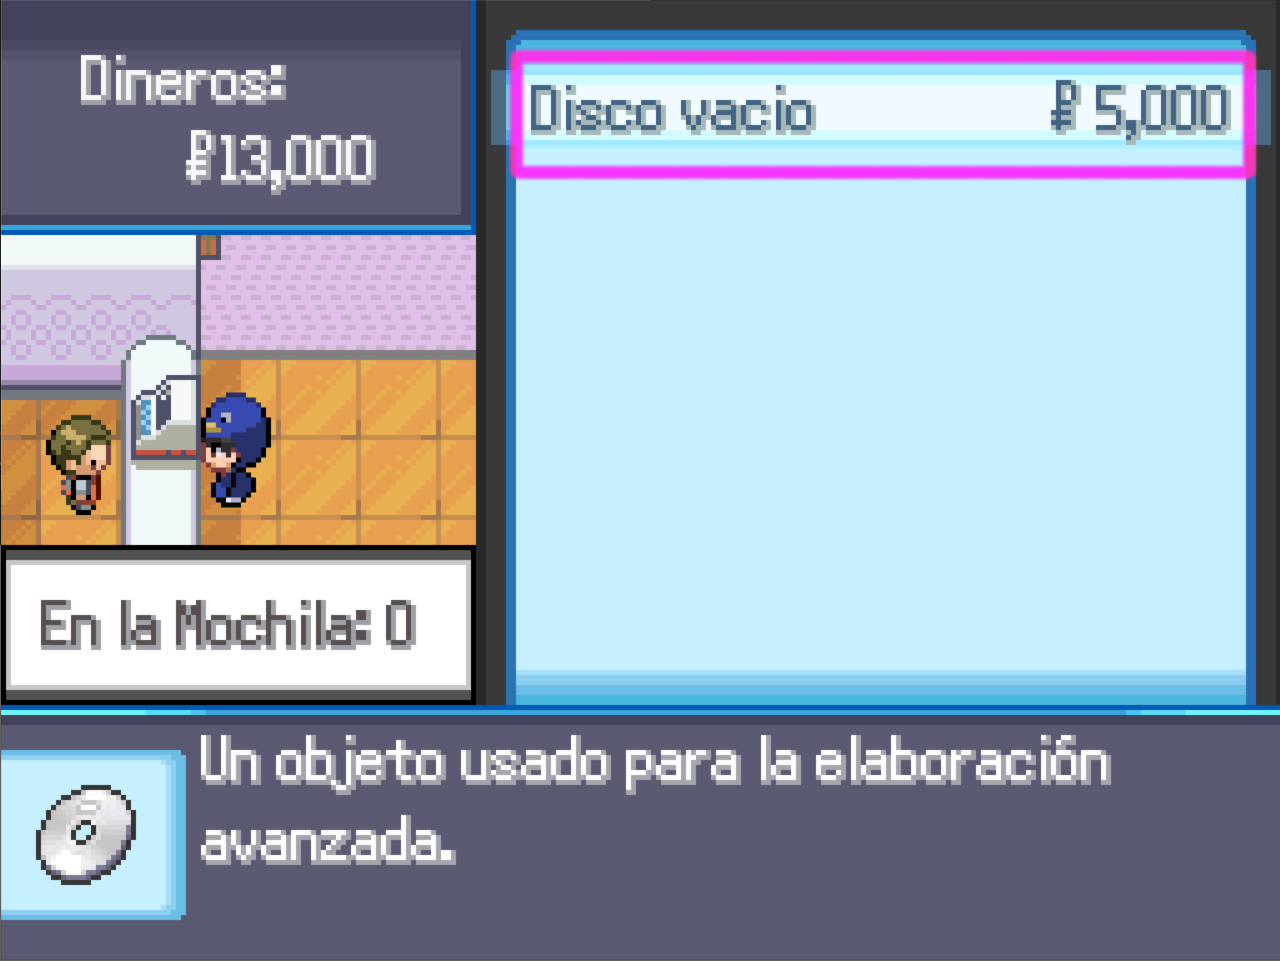 Dineros:
₽13,000
Disco vacio ₽ 5,000
En la Mochila: 0
Un objeto usado para la elaboración
avanzada.